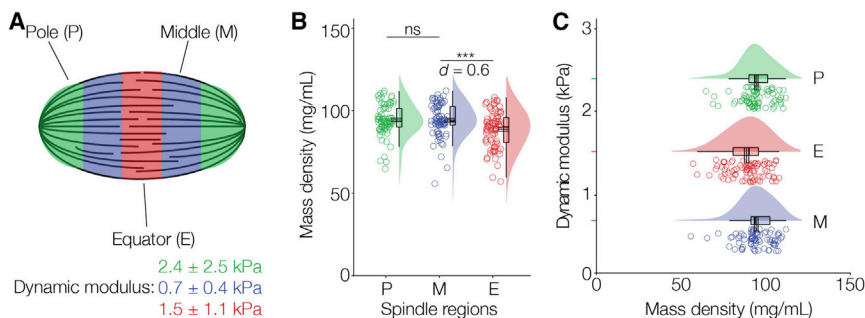 A
Pole (P)
Middle (M)
Equator (E)
2.4 ± 2.5 kPa
Dynamic modulus: 0.7 ± 0.4 kPa
1.5 ± 1.1 kPa
B
ns
***
d = 0.6
Mass density (mg/mL)
150
100
50
0
P
M
E
Spindle regions
C
Dynamic modulus (kPa)
3
2
1
0
P
E
M
0
50
100
150
Mass density (mg/mL)